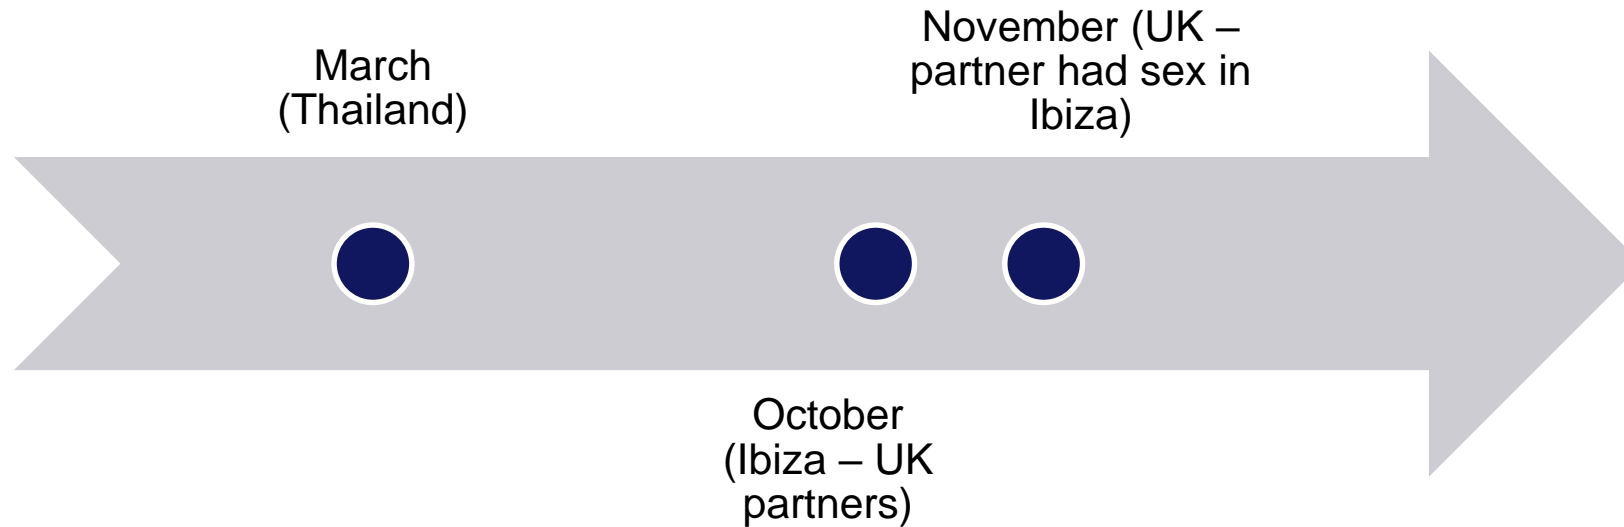 March
(Thailand)
October
(Ibiza – UK
partners)
November (UK –
partner had sex in
Ibiza)